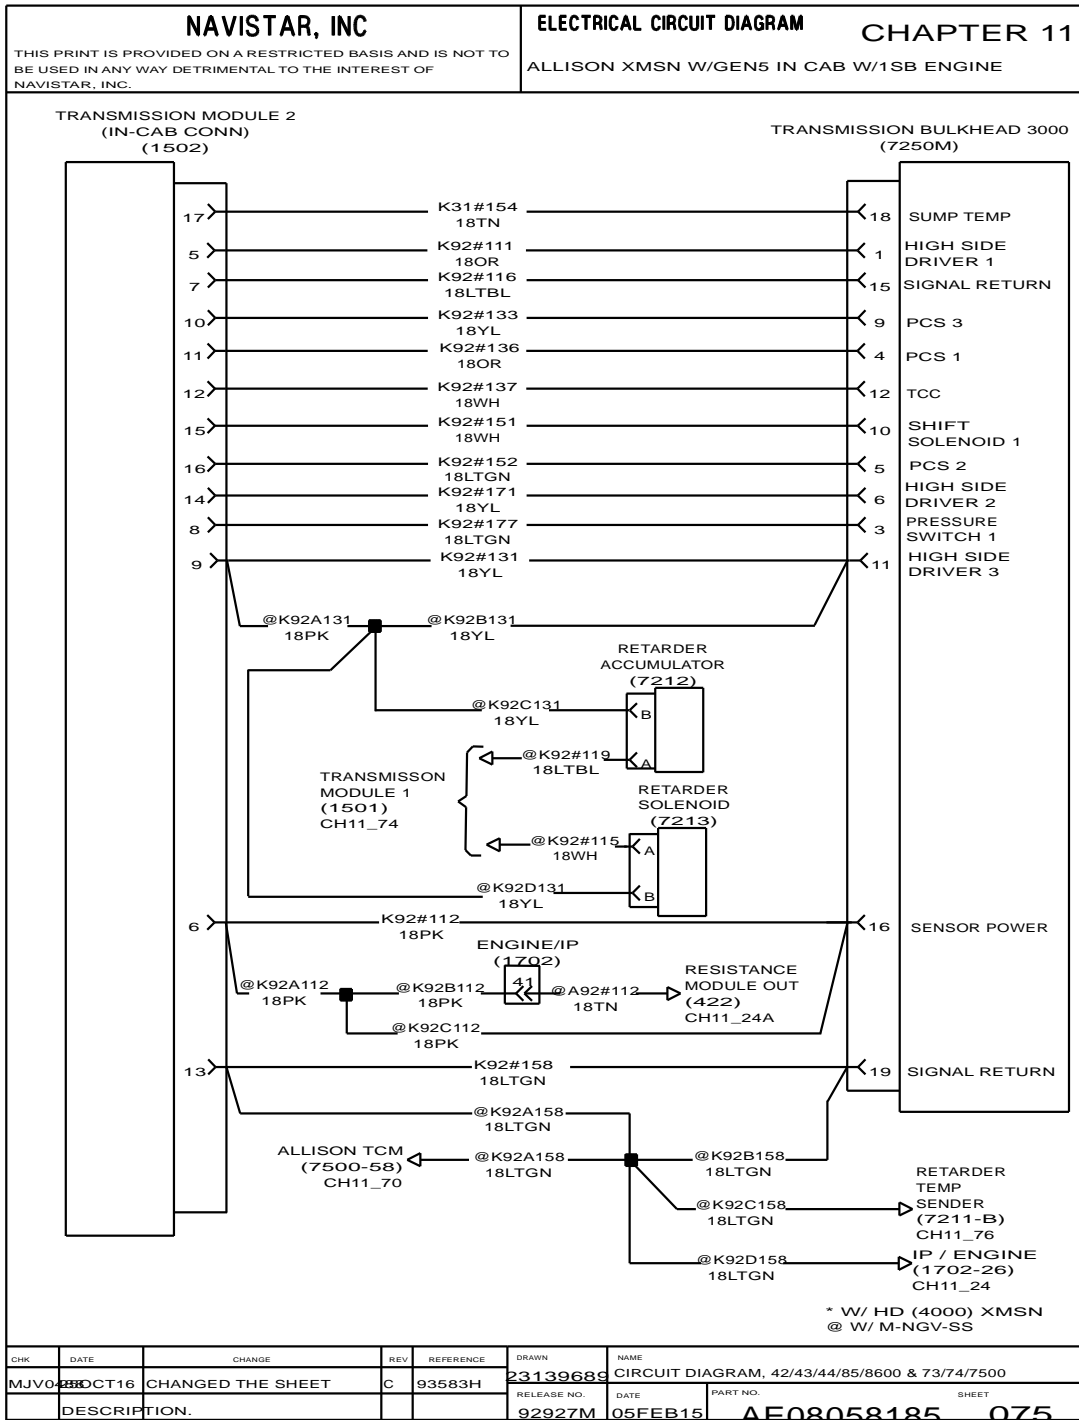 NAVISTAR, INC
THIS PRINT IS PROVIDED ON A RESTRICTED BASIS AND IS NOT TO
BE USED IN ANY WAY DETRIMENTAL TO THE INTEREST OF
NAVISTAR, INC.
ELECTRICAL CIRCUIT DIAGRAM
CHAPTER 11
ALLISON XMSN W/GEN5 IN CAB W/1SB ENGINE
TRANSMISSION MODULE 2
(IN-CAB CONN)
(1502)
TRANSMISSION BULKHEAD 3000
(7250M)
17 K31#154 18 SUMP TEMP
18TN
5 K92#111 1 HIGH SIDE
18OR DRIVER 1
7 K92#116 15 SIGNAL RETURN
18LTBL
10 K92#133 9 PCS 3
18YL
11 K92#136 4 PCS 1
18OR
12 K92#137 12 TCC
18WH
15 K92#151 10 SHIFT
18WH SOLENOID 1
16 K92#152 5 PCS 2
18LTGN
14 K92#171 6 HIGH SIDE
18YL DRIVER 2
8 K92#177 3 PRESSURE
18LTGN SWITCH 1
9 K92#131 11 HIGH SIDE
18YL DRIVER 3
@K92A131 @K92B131
18PK 18YL
RETARDER
ACCUMULATOR
(7212)
@K92C131 B
18YL
@K92#119 A
18LTBL
TRANSMISSON
MODULE 1
(1501)
CH11_74
RETARDER
SOLENOID
(7213)
@K92#115 A
18WH
@K92D131 B
18YL
6 K92#112 16 SENSOR POWER
18PK
ENGINE/IP
(1702)
41
@K92A112 @K92B112 @A92#112
18PK 18PK 18TN
RESISTANCE
MODULE OUT
(422)
CH11_24A
@K92C112
18PK
13 K92#158 19 SIGNAL RETURN
18LTGN
@K92A158
18LTGN
ALLISON TCM
(7500-58)
CH11_70
@K92A158 @K92B158
18LTGN 18LTGN
@K92C158
18LTGN
RETARDER
TEMP
SENDER
(7211-B)
CH11_76
@K92D158
18LTGN
IP / ENGINE
(1702-26)
CH11_24
* W/ HD (4000) XMSN
@ W/ M-NGV-SS
CHK DATE CHANGE REV REFERENCE DRAWN NAME
CHANGED THE SHEET C 93583H 23139689 CIRCUIT DIAGRAM, 42/43/44/85/8600 & 73/74/7500
DESCRIPTION.
RELEASE NO. DATE PART NO. SHEET
92927M 05FEB15 AE08058185 075